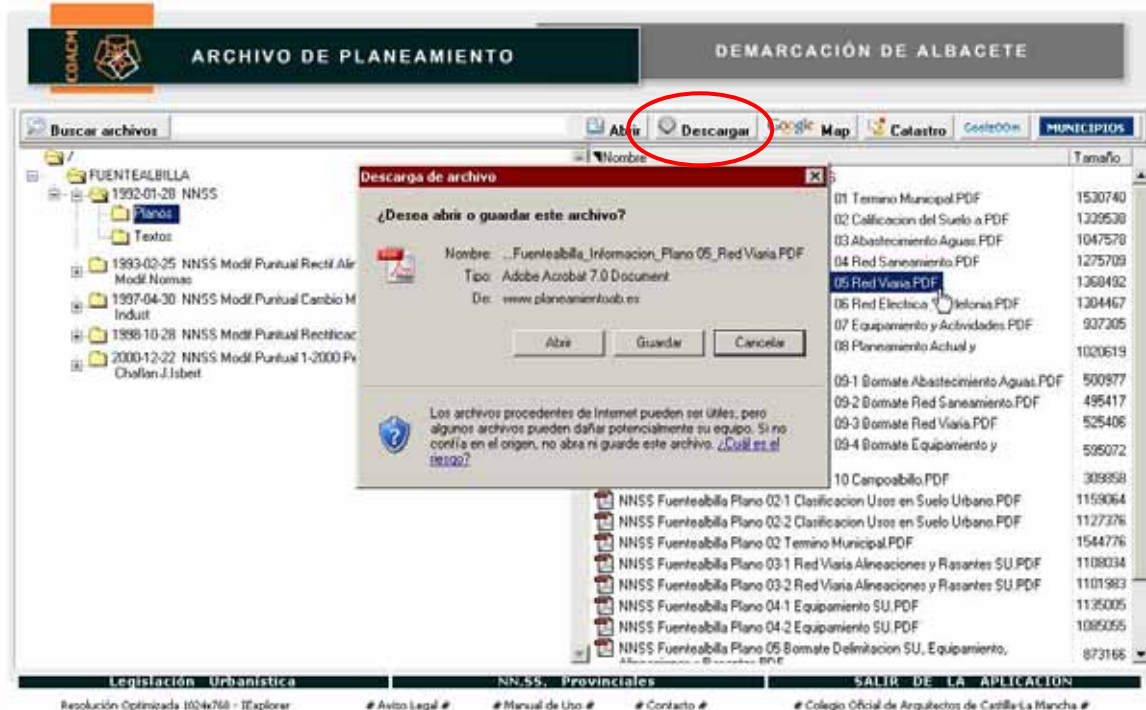 COACM
ARCHIVO DE PLANEAMIENTO
DEMARCACIÓN DE ALBACETE
Buscar archivos
Abrir
Descargar
Google Map
Catastro
MUNICIPIOS
/
FUENTEALBILLA
1992-01-28 NNSS
Planos
Textos
1993-02-25 NNSS Modif.Puntual Rectif.Alir
Modif.Normas
1997-04-30 NNSS Modif.Puntual Cambio M
Indust
1998-10-28 NNSS Modif.Puntual Rectificac
2000-12-22 NNSS Modif.Puntual 1-2000 Pe
Challan J.Isbert
Nombre
Tamaño
01 Termino Municipal.PDF 1530740
02 Calificacion del Suelo a.PDF 1339538
03 Abastecimiento Aguas.PDF 1047578
04 Red Saneamiento.PDF 1275709
05 Red Viaria.PDF 1368492
06 Red Electrica elefonia.PDF 1304467
07 Equipamiento y Actividades.PDF 937305
08 Planeamiento Actual y 1020619
09-1 Bormate Abastecimiento Aguas.PDF 500977
09-2 Bormate Red Saneamiento.PDF 495417
09-3 Bormate Red Viaria.PDF 525406
09-4 Bormate Equipamiento y 595072
10 Campoalbillo.PDF 309858
NNSS Fuentealbilla Plano 02-1 Clasificacion Usos en Suelo Urbano.PDF 1159064
NNSS Fuentealbilla Plano 02-2 Clasificacion Usos en Suelo Urbano.PDF 1127376
NNSS Fuentealbilla Plano 02 Termino Municipal.PDF 1544776
NNSS Fuentealbilla Plano 03-1 Red Viaria Alineaciones y Rasantes SU.PDF 1108034
NNSS Fuentealbilla Plano 03-2 Red Viaria Alineaciones y Rasantes SU.PDF 1101983
NNSS Fuentealbilla Plano 04-1 Equipamiento SU.PDF 1135005
NNSS Fuentealbilla Plano 04-2 Equipamiento SU.PDF 1085055
NNSS Fuentealbilla Plano 05 Bormate Delimitacion SU, Equipamiento, 873166
Descarga de archivo
¿Desea abrir o guardar este archivo?
Nombre: ...Fuentealbilla_Informacion_Plano 05_Red Viaria.PDF
Tipo: Adobe Acrobat 7.0 Document
De: www.planeamientoab.es
Abrir
Guardar
Cancelar
Los archivos procedentes de Internet pueden ser útiles, pero
algunos archivos pueden dañar potencialmente su equipo. Si no
confía en el origen, no abra ni guarde este archivo. ¿Cuál es el
riesgo?
Legislación Urbanística
NN.SS. Provinciales
SALIR DE LA APLICACION
Resolución Optimizada 1024x768 - IExplorer
# Aviso Legal #
# Manual de Uso #
# Contacto #
# Colegio Oficial de Arquitectos de Castilla-La Mancha #